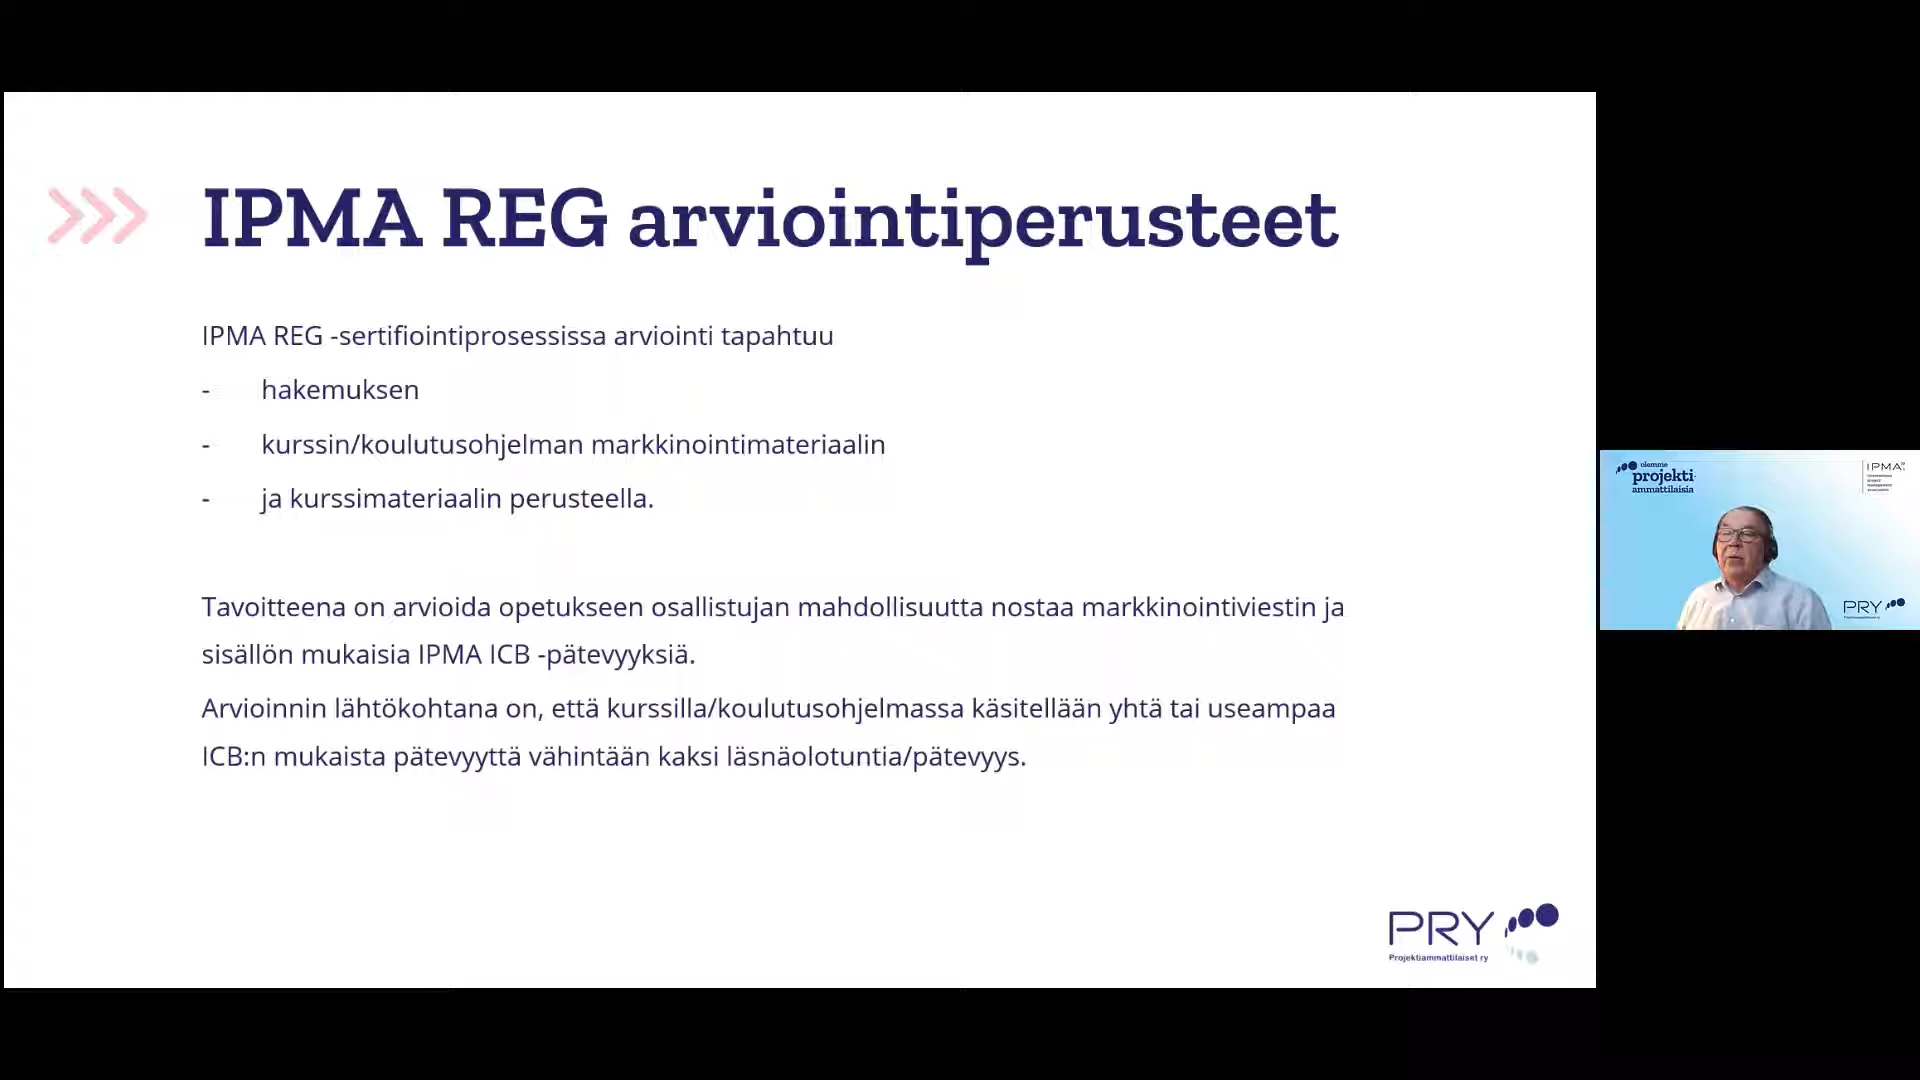 IPMA REG arviointiperusteet
IPMA REG -sertifiointiprosessissa arviointi tapahtuu
- hakemuksen
- kurssin/koulutusohjelman markkinointimateriaalin
- ja kurssimateriaalin perusteella.
Tavoitteena on arvioida opetukseen osallistujan mahdollisuutta nostaa markkinointiviestin ja
sisällön mukaisia IPMA ICB -pätevyyksiä.
Arvioinnin lähtökohtana on, että kurssilla/koulutusohjelmassa käsitellään yhtä tai useampaa
ICB:n mukaista pätevyyttä vähintään kaksi läsnäolotuntia/pätevyys.
PRY
Projektiammattilaiset ry
olemme
projekti-
ammattilaisia
IPMA
PRY